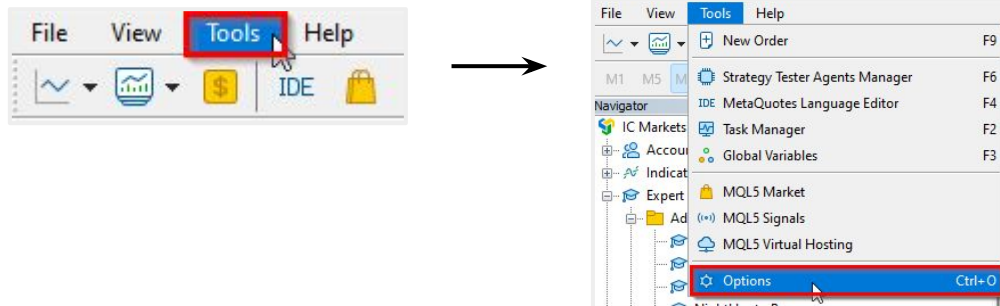 File View Tools Help
IDE
File View Tools Help
New Order F9
M1 M5 M
Strategy Tester Agents Manager F6
Navigator
IDE MetaQuotes Language Editor F4
IC Markets
Task Manager F2
Accou
Global Variables F3
Indicat
Expert
MQL5 Market
Ad
MQL5 Signals
MQL5 Virtual Hosting
Options Ctrl+O